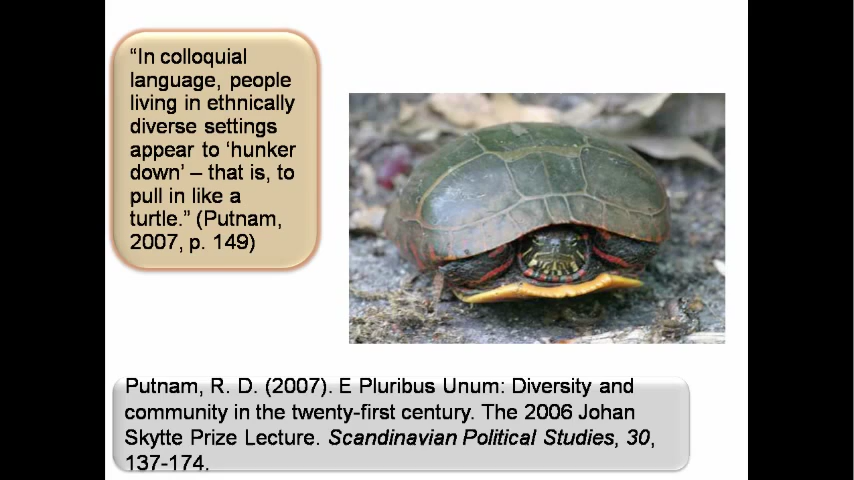 “In colloquial
language, people
living in ethnically
diverse settings
appear to ‘hunker
down’ – that is, to
pull in like a
turtle.” (Putnam,
2007, p. 149)
Putnam, R. D. (2007). E Pluribus Unum: Diversity and
community in the twenty-first century. The 2006 Johan
Skytte Prize Lecture. Scandinavian Political Studies, 30,
137-174.